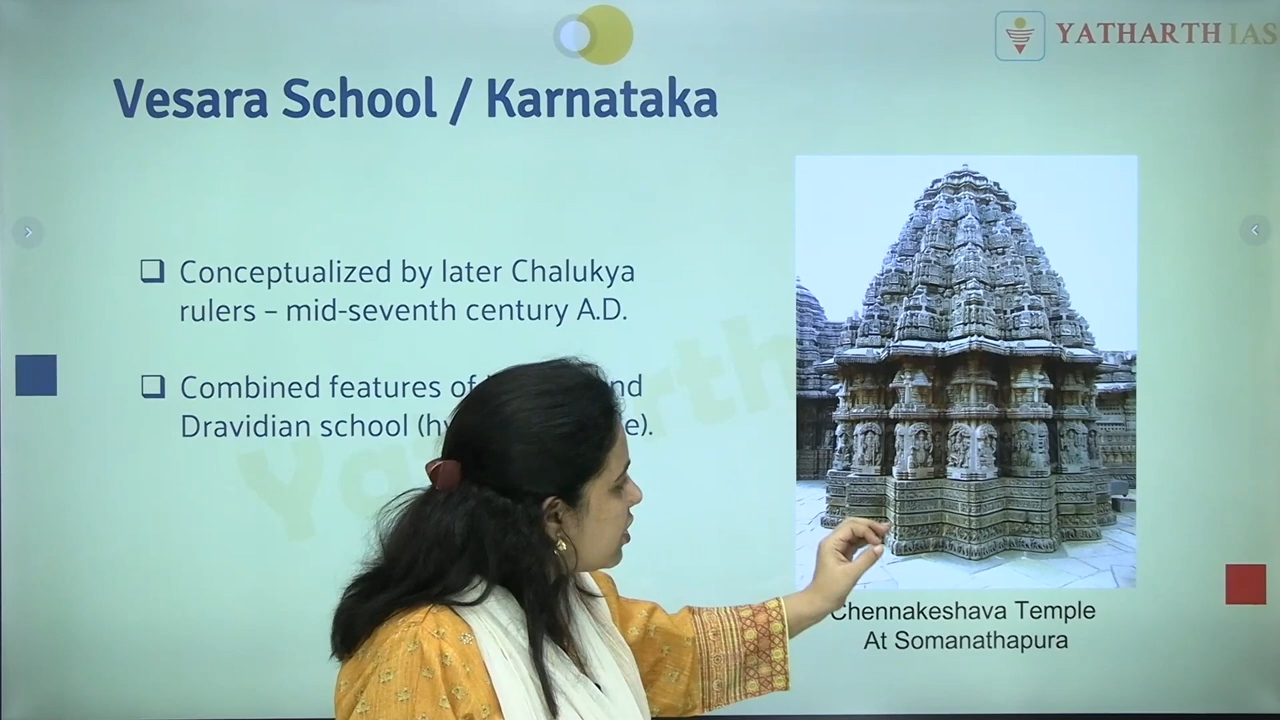 YATHARTH IAS
Vesara School / Karnataka
Conceptualized by later Chalukya
rulers – mid-seventh century A.D.
Combined features of
Dravidian school
Chennakeshava Temple
At Somanathapura